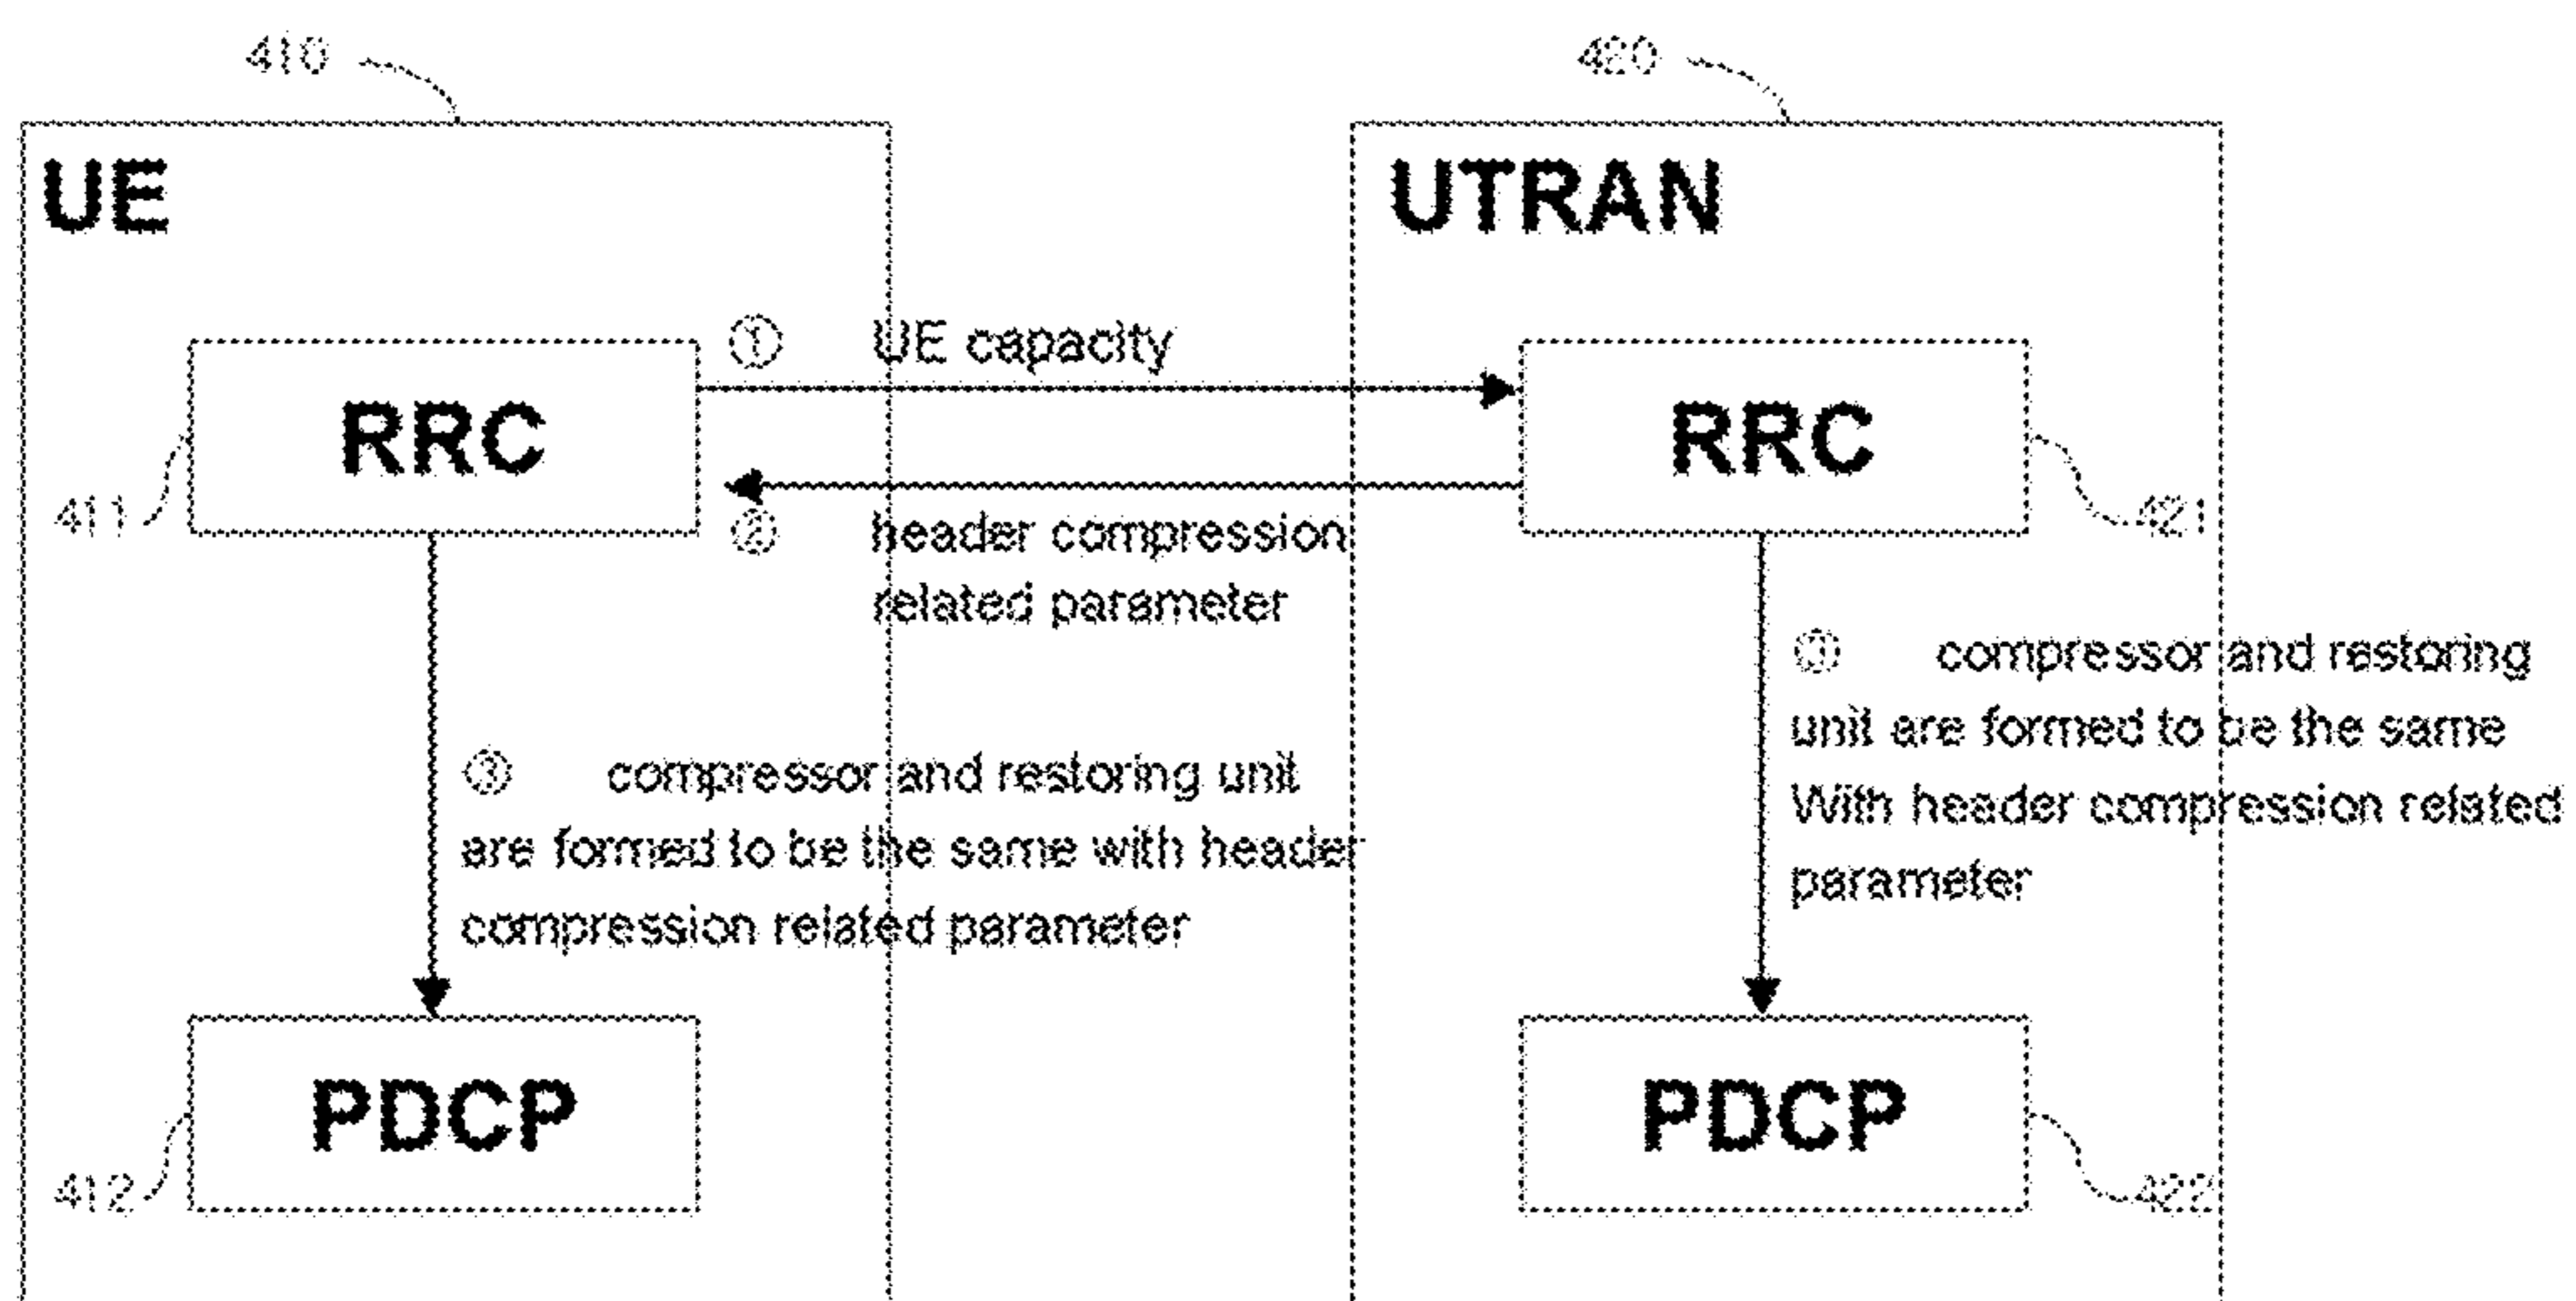 410
420
UE
UTRAN
① UE capacity
RRC
RRC
411
421
② header compression
related parameter
③ compressor and restoring unit
are formed to be the same with header
compression related parameter
compressor and restoring
unit are formed to be the same
With header compression related
parameter
PDCP
PDCP
412
422